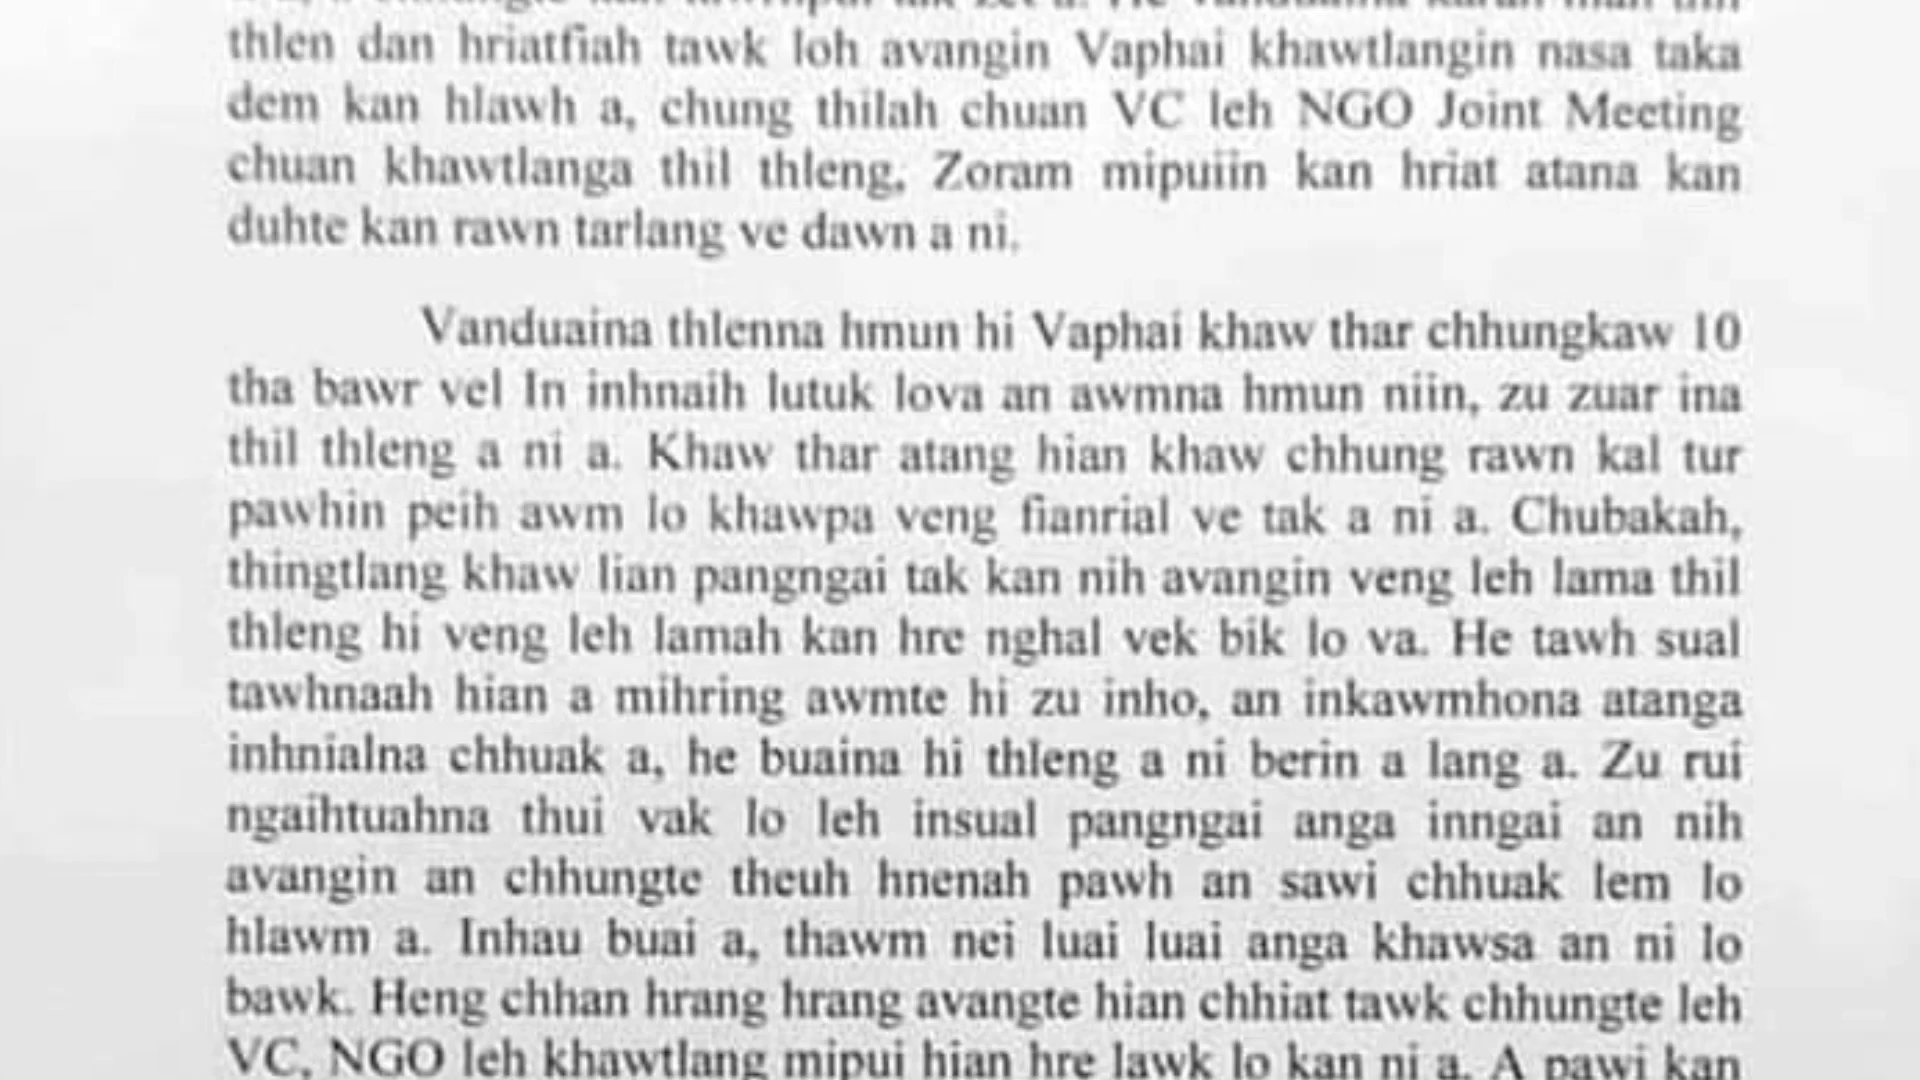 thlen dan hriatfiah tawk loh avangin Vaphai khawtlangin nasa taka
dem kan hlawh a, chung thilah chuan VC leh NGO Joint Meeting
chuan khawtlanga thil thleng, Zoram mipuiin kan hriat atana kan
duhte kan rawn tarlang ve dawn a ni.
Vanduaina thlenna hmun hi Vaphai khaw thar chhungkaw 10
tha bawr vel In inhnaih lutuk lova an awmna hmun niin, zu zuar ina
thil thleng a ni a. Khaw thar atang hian khaw chhung rawn kal tur
pawhin peih awm lo khawpa veng fianrial ve tak a ni a. Chubakah,
thingtlang khaw lian pangngai tak kan nih avangin veng leh lama thil
thleng hi veng leh lamah kan hre nghal vek bik lo va. He tawh sual
tawhnaah hian a mihring awmte hi zu inho, an inkawmhona atanga
inhnialna chhuak a, he buaina hi thleng a ni berin a lang a. Zu rui
ngaihtuahna thui vak lo leh insual pangngai anga inngai an nih
avangin an chhungte theuh hnenah pawh an sawi chhuak lem lo
hlawm a. Inhau buai a, thawm nei luai luai anga khawsa an ni lo
bawk. Heng chhan hrang hrang avangte hian chhiat tawk chhungte leh
VC, NGO leh khawtlang mipui hian hre lawk lo kan ni a. A pawi kan